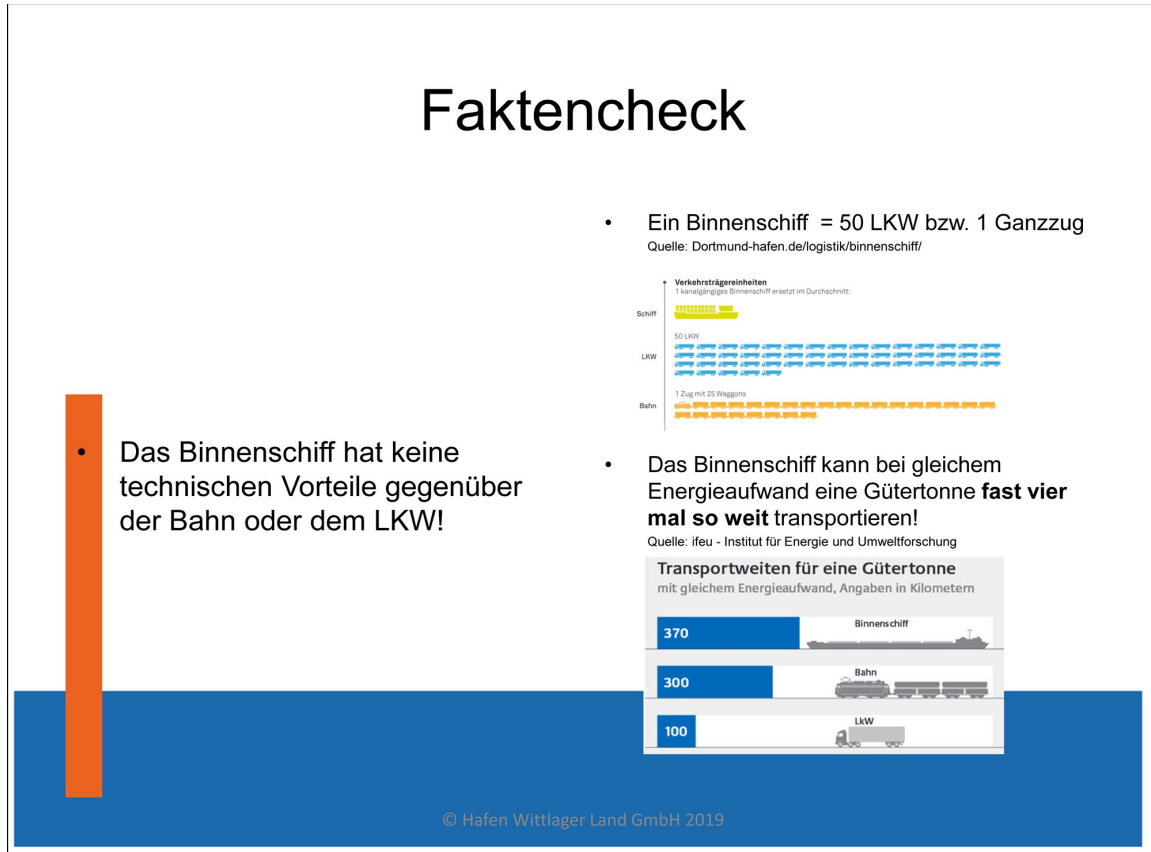 Faktencheck
• Das Binnenschiff hat keine
technischen Vorteile gegenüber
der Bahn oder dem LKW!
• Ein Binnenschiff = 50 LKW bzw. 1 Ganzzug
Quelle: Dortmund-hafen.de/logistik/binnenschiff/
Verkehrsträgereinheiten
1 kanalgängiges Binnenschiff ersetzt im Durchschnitt:
Schiff
50 LKW
LKW
1 Zug mit 25 Waggons
Bahn
• Das Binnenschiff kann bei gleichem
Energieaufwand eine Gütertonne fast vier
mal so weit transportieren!
Quelle: ifeu - Institut für Energie und Umweltforschung
Transportweiten für eine Gütertonne
mit gleichem Energieaufwand, Angaben in Kilometern
370 Binnenschiff
300 Bahn
100 LkW
© Hafen Wittlager Land GmbH 2019